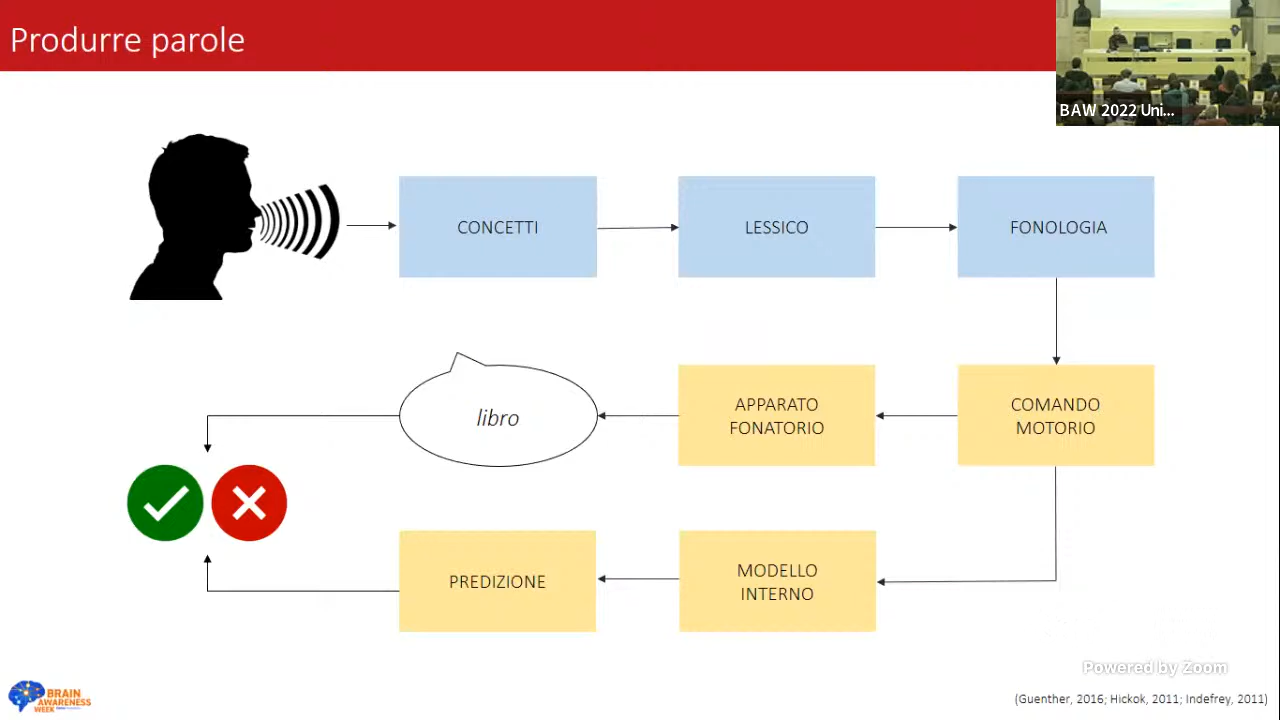 Produrre parole
BAW 2022 Uni...
CONCETTI
LESSICO
FONOLOGIA
libro
APPARATO
FONATORIO
COMANDO
MOTORIO
PREDIZIONE
MODELLO
INTERNO
Powered by Zoom
BRAIN
AWARENESS
WEEK
(Guenther, 2016; Hickok, 2011; Indefrey, 2011)